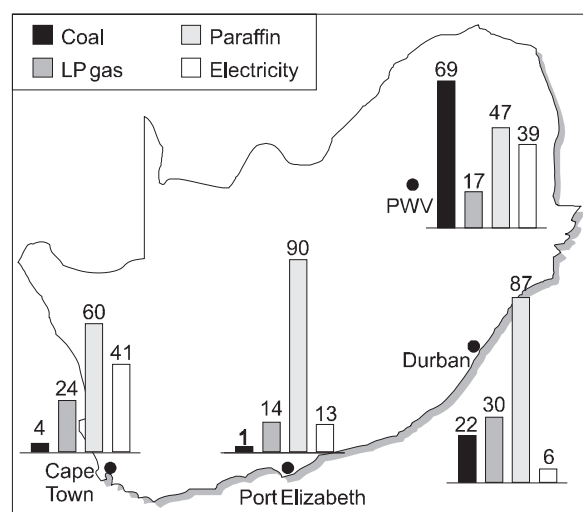 Coal
Paraffin
LP gas
Electricity
69
17
47
39
PWV
90
87
60
41
24
4
14
1
13
Durban
22
30
6
Cape
Town
Port Elizabeth